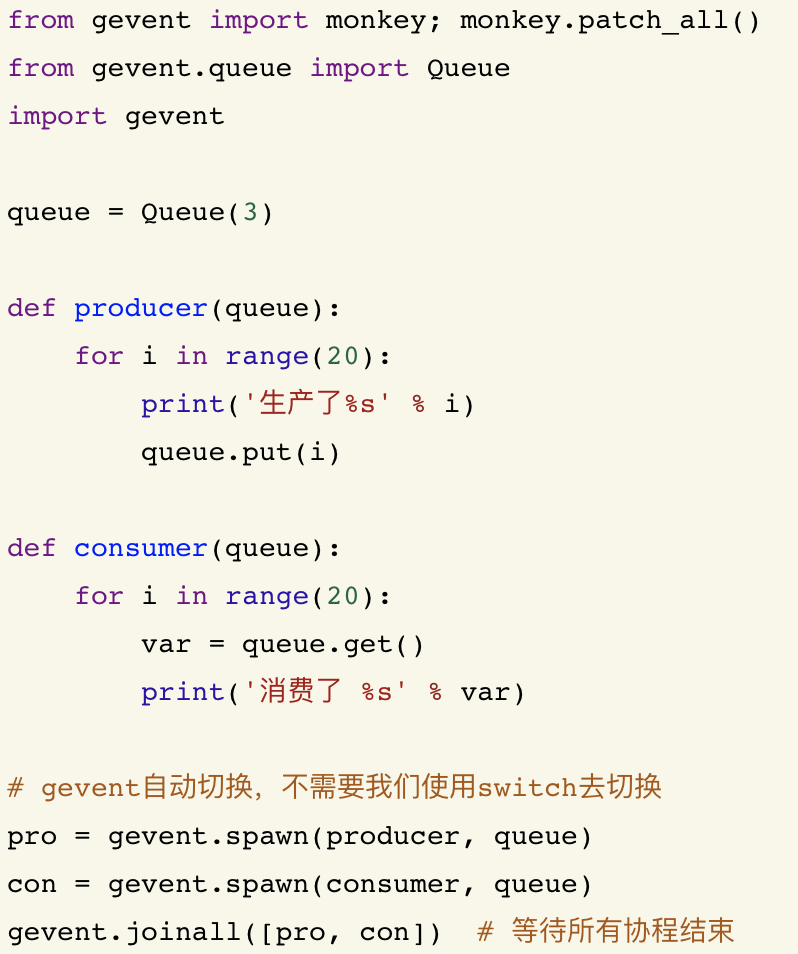 from gevent import monkey; monkey.patch_all()
from gevent.queue import Queue
import gevent

queue = Queue(3)

def producer(queue):
    for i in range(20):
        print('生产了%s' % i)
        queue.put(i)

def consumer(queue):
    for i in range(20):
        var = queue.get()
        print('消费了 %s' % var)

# gevent自动切换，不需要我们使用switch去切换
pro = gevent.spawn(producer, queue)
con = gevent.spawn(consumer, queue)
gevent.joinall([pro, con])  # 等待所有协程结束